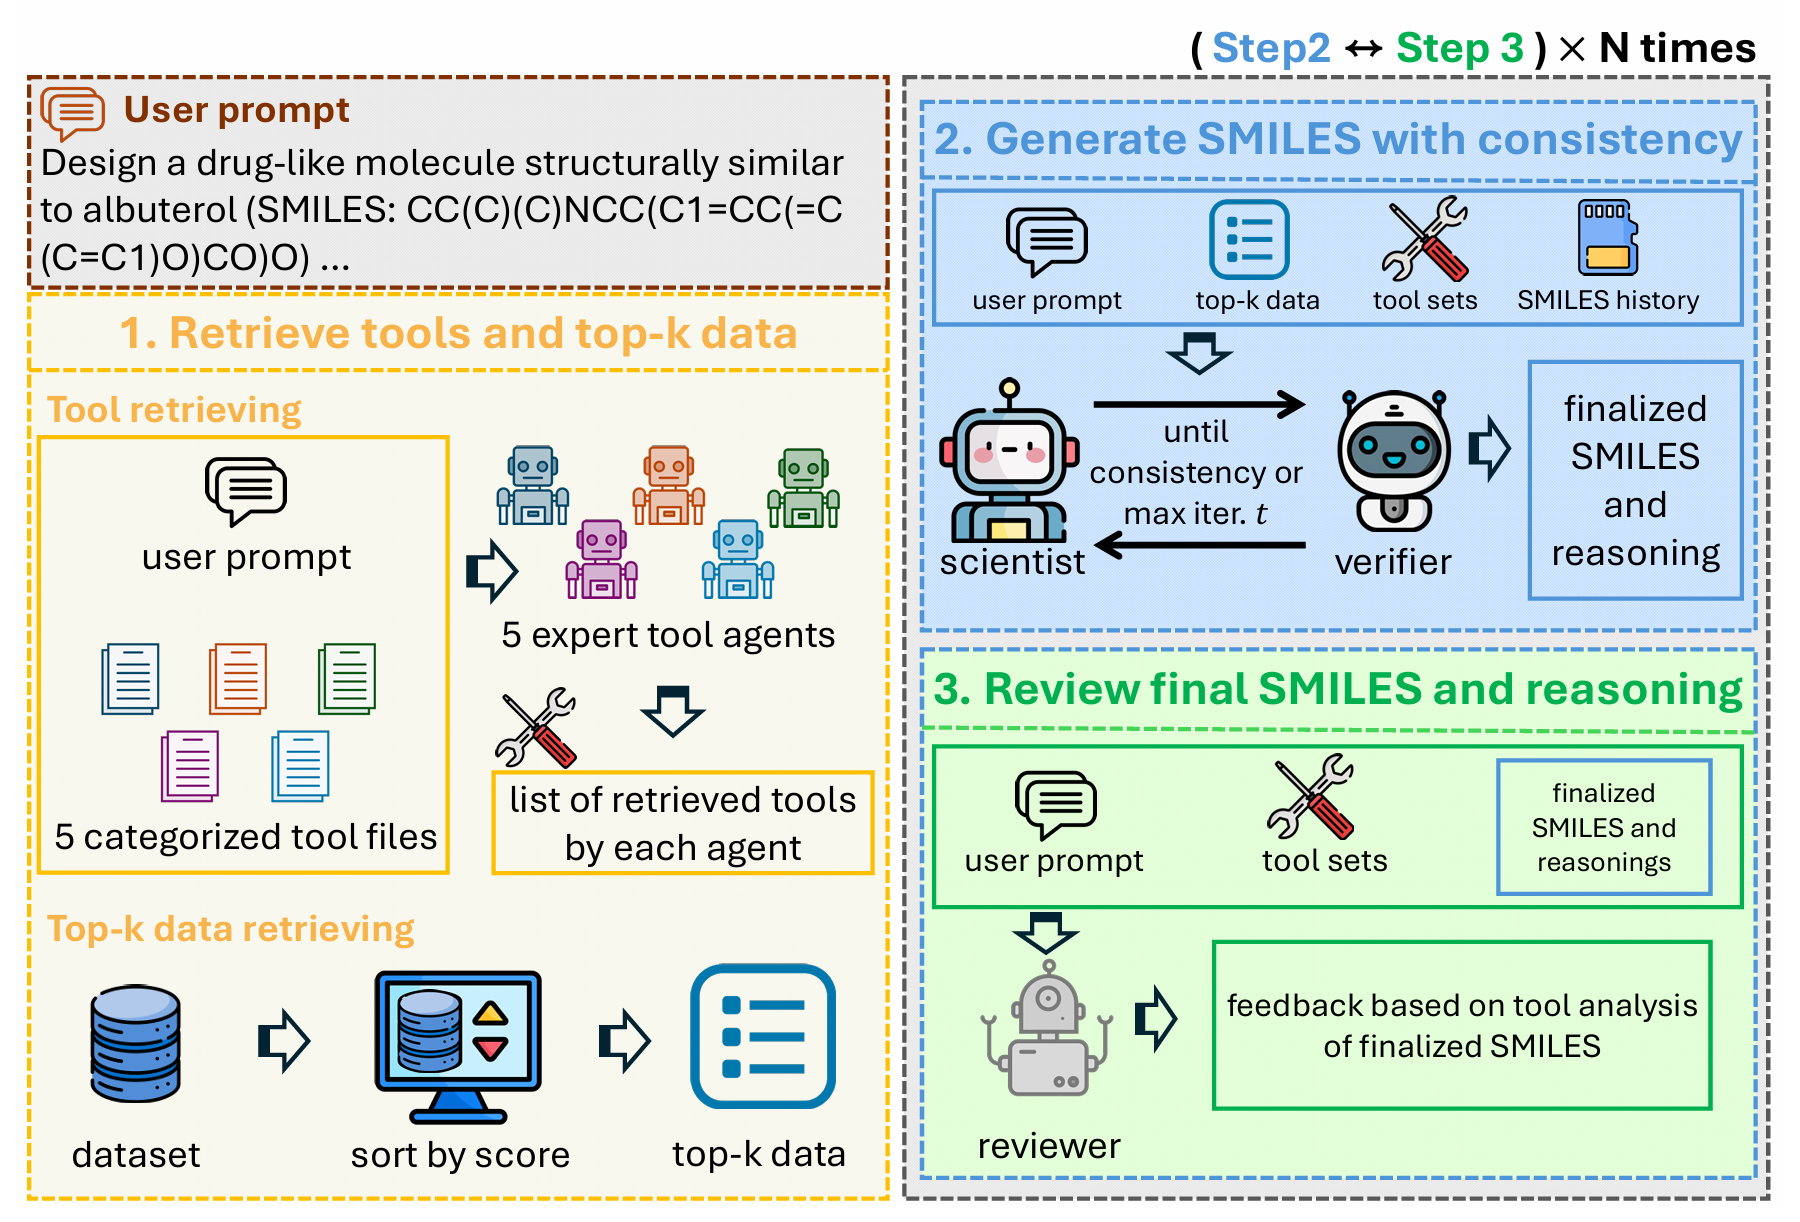 ( Step2 ↔ Step 3 ) × N times
User prompt
Design a drug-like molecule structurally similar
to albuterol (SMILES: CC(C)(C)NCC(C1=CC(=C
(C=C1)O)CO)O) ...
1. Retrieve tools and top-k data
Tool retrieving
user prompt
5 categorized tool files
5 expert tool agents
list of retrieved tools
by each agent
Top-k data retrieving
dataset
sort by score
top-k data
2. Generate SMILES with consistency
user prompt
top-k data
tool sets
SMILES history
scientist
until
consistency or
max iter. t
verifier
finalized
SMILES
and
reasoning
3. Review final SMILES and reasoning
user prompt
tool sets
finalized
SMILES and
reasonings
reviewer
feedback based on tool analysis
of finalized SMILES